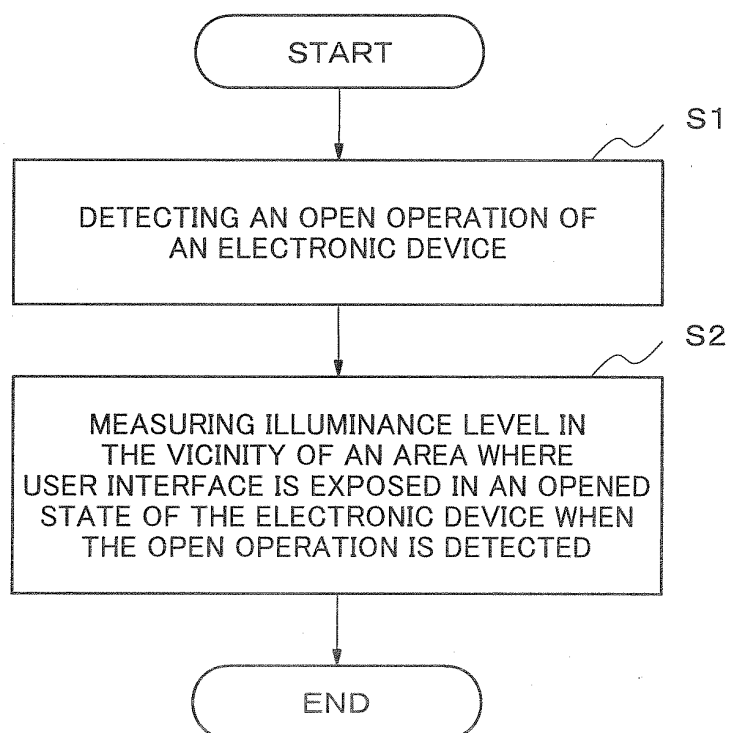 START
S1
DETECTING AN OPEN OPERATION OF
AN ELECTRONIC DEVICE
S2
MEASURING ILLUMINANCE LEVEL IN
THE VICINITY OF AN AREA WHERE
USER INTERFACE IS EXPOSED IN AN OPENED
STATE OF THE ELECTRONIC DEVICE WHEN
THE OPEN OPERATION IS DETECTED
END